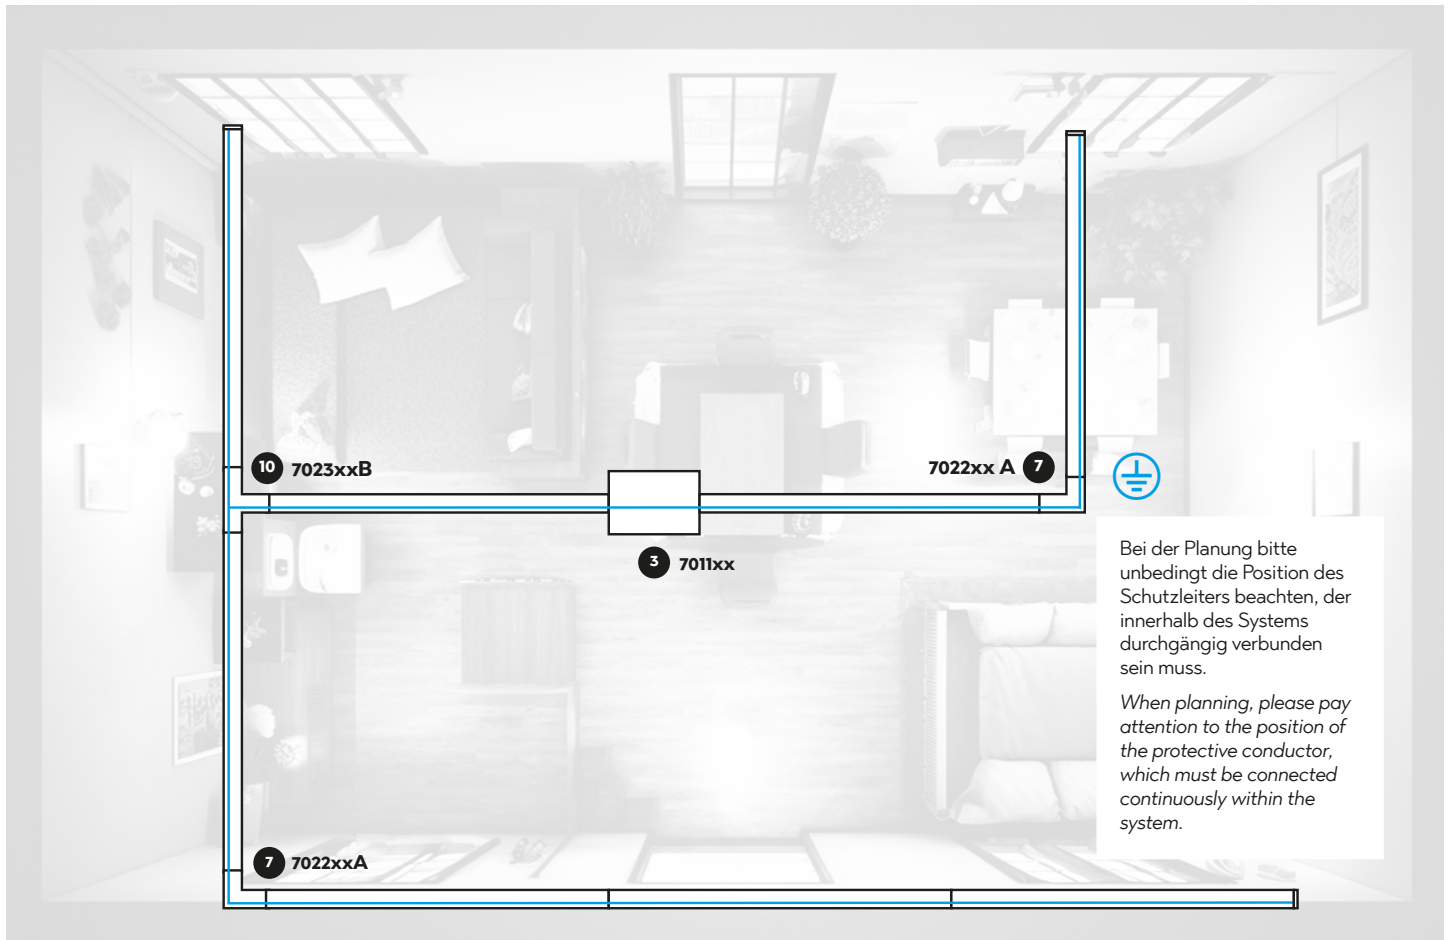 10 7023xxB
7022xx A 7
3 7011xx
Bei der Planung bitte
unbedingt die Position des
Schutzleiters beachten, der
innerhalb des Systems
durchgängig verbunden
sein muss.
When planning, please pay
attention to the position of
the protective conductor,
which must be connected
continuously within the
system.
7 7022xxA